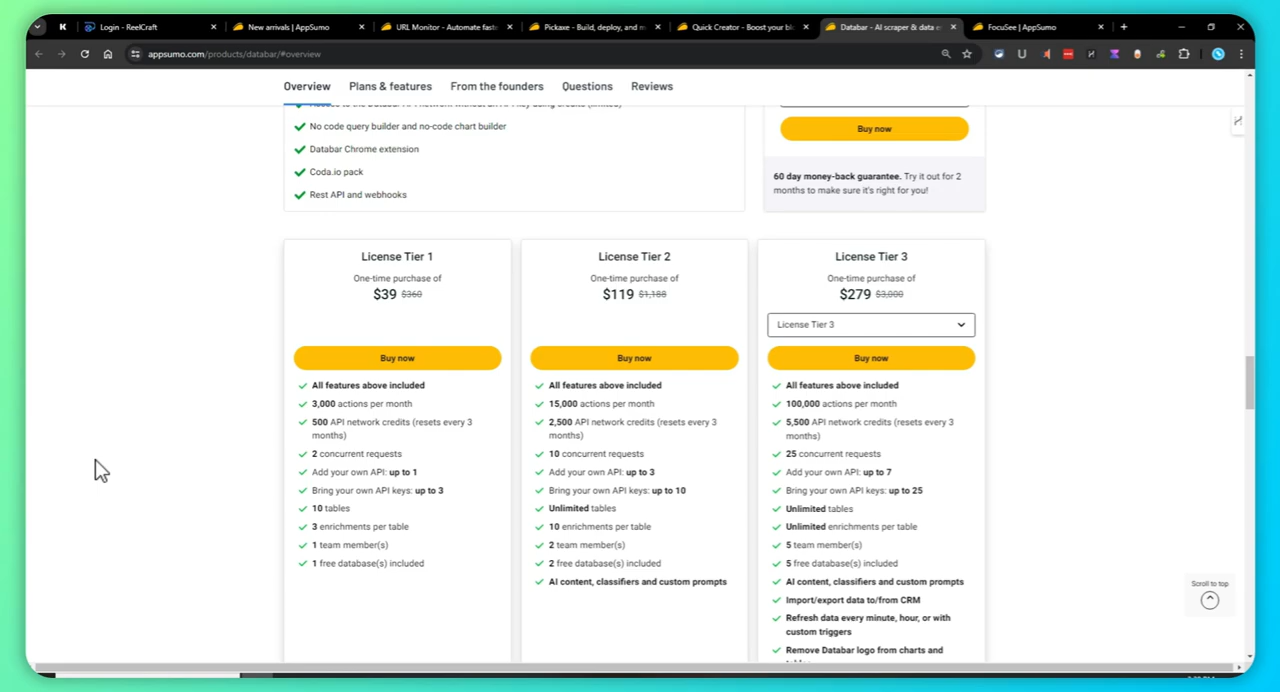 Login - ReelCraft
New arrivals | AppSumo
URL Monitor - Automate faste
Pickaxe - Build, deploy, and m
Quick Creator - Boost your blo
Databar - AI scraper & data e
FocuSee | AppSumo
appsumo.com/products/databar/#overview
Overview
Plans & features
From the founders
Questions
Reviews
No code query builder and no-code chart builder
Databar Chrome extension
Coda.io pack
Rest API and webhooks
Buy now
60 day money-back guarantee. Try it out for 2
months to make sure it's right for you!
License Tier 1
One-time purchase of
$39 $360
Buy now
All features above included
3,000 actions per month
500 API network credits (resets every 3
months)
2 concurrent requests
Add your own API: up to 1
Bring your own API keys: up to 3
10 tables
3 enrichments per table
1 team member(s)
1 free database(s) included
License Tier 2
One-time purchase of
$119 $1,188
Buy now
All features above included
15,000 actions per month
2,500 API network credits (resets every 3
months)
10 concurrent requests
Add your own API: up to 3
Bring your own API keys: up to 10
Unlimited tables
10 enrichments per table
2 team member(s)
2 free database(s) included
AI content, classifiers and custom prompts
License Tier 3
One-time purchase of
$279 $3,000
License Tier 3
Buy now
All features above included
100,000 actions per month
5,500 API network credits (resets every 3
months)
25 concurrent requests
Add your own API: up to 7
Bring your own API keys: up to 25
Unlimited tables
Unlimited enrichments per table
5 team member(s)
5 free database(s) included
AI content, classifiers and custom prompts
Import/export data to/from CRM
Refresh data every minute, hour, or with
custom triggers
Remove Databar logo from charts and
Scroll to top